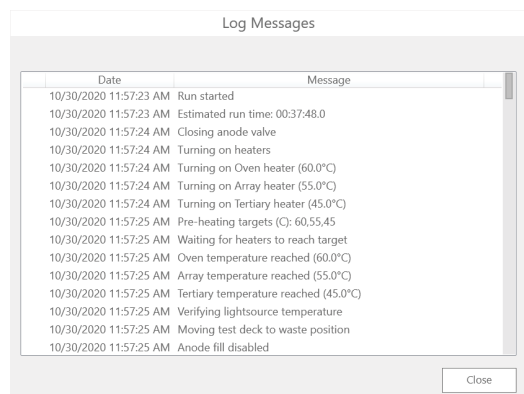 Log Messages
Date Message
10/30/2020 11:57:23 AM Run started
10/30/2020 11:57:23 AM Estimated run time: 00:37:48.0
10/30/2020 11:57:24 AM Closing anode valve
10/30/2020 11:57:24 AM Turning on heaters
10/30/2020 11:57:24 AM Turning on Oven heater (60.0°C)
10/30/2020 11:57:24 AM Turning on Array heater (55.0°C)
10/30/2020 11:57:24 AM Turning on Tertiary heater (45.0°C)
10/30/2020 11:57:25 AM Pre-heating targets (C): 60,55,45
10/30/2020 11:57:25 AM Waiting for heaters to reach target
10/30/2020 11:57:25 AM Oven temperature reached (60.0°C)
10/30/2020 11:57:25 AM Array temperature reached (55.0°C)
10/30/2020 11:57:25 AM Tertiary temperature reached (45.0°C)
10/30/2020 11:57:25 AM Verifying lightsource temperature
10/30/2020 11:57:25 AM Moving test deck to waste position
10/30/2020 11:57:25 AM Anode fill disabled
Close